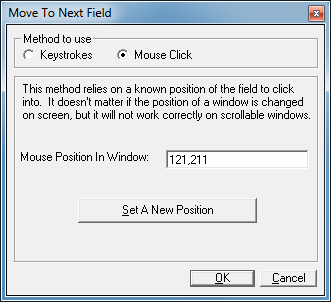 Move To Next Field
Method to use
Keystrokes Mouse Click
This method relies on a known position of the field to click
into. It doesn't matter if the position of a window is changed
on screen, but it will not work correctly on scrollable windows.
Mouse Position In Window: 121,211
Set A New Position
OK Cancel